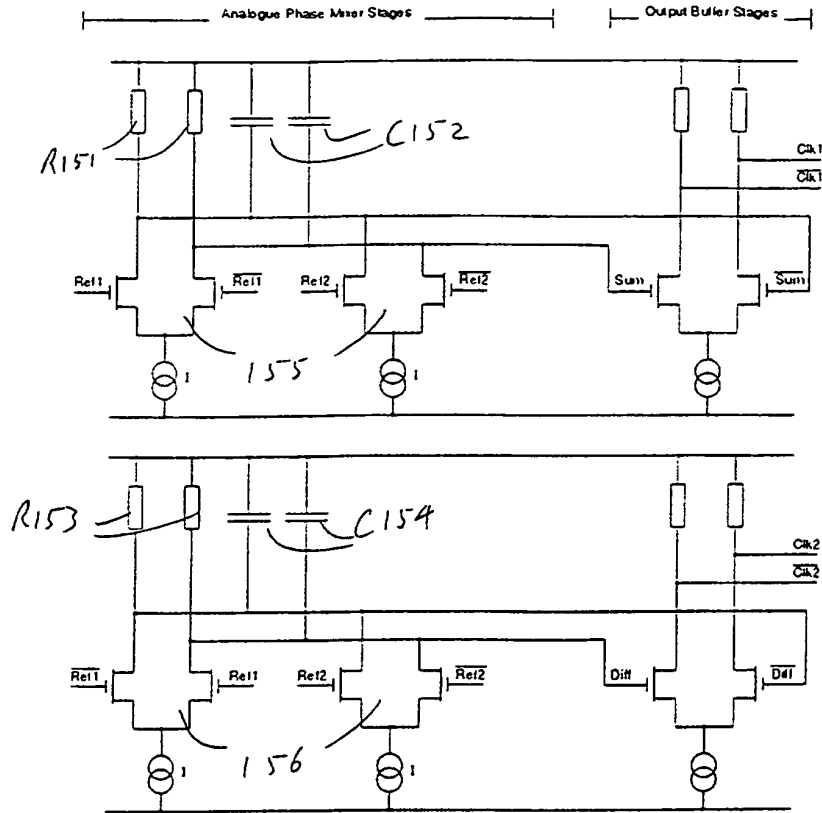 Analogue Phase Mixer Stages
Output Buffer Stages
R151
C152
Clk1
Clk1
Ref1
Ref1
Ref2
Ref2
Sum
Sum
155
I
I
R153
C154
Clk2
Clk2
Ref1
Ref1
Ref2
Ref2
Diff
Diff
156
I
I